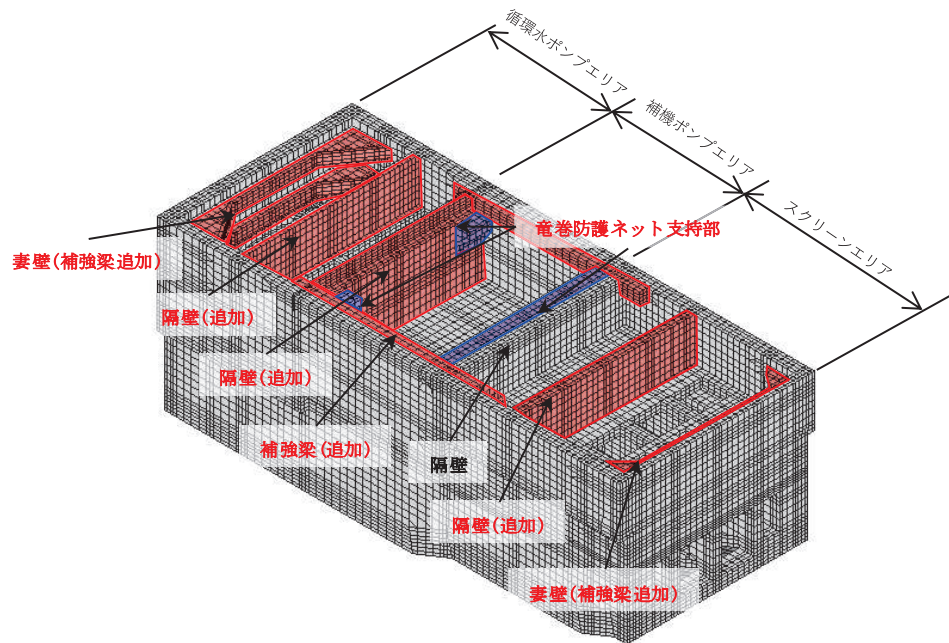 循環水ポンプエリア
補機ポンプエリア
スクリーンエリア
竜巻防護ネット支持部
妻壁(補強梁追加)
隔壁(追加)
隔壁(追加)
補強梁(追加)
隔壁
隔壁(追加)
妻壁(補強梁追加)